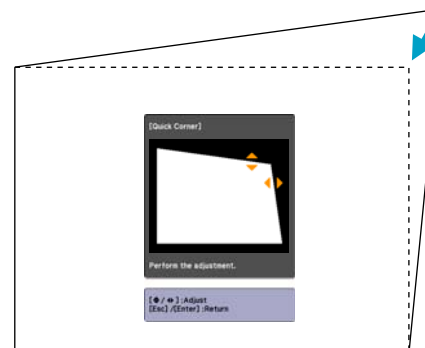 [Quick Corner]
Perform the adjustment.
[ / ] :Adjust
[Esc] /[Enter] :Return